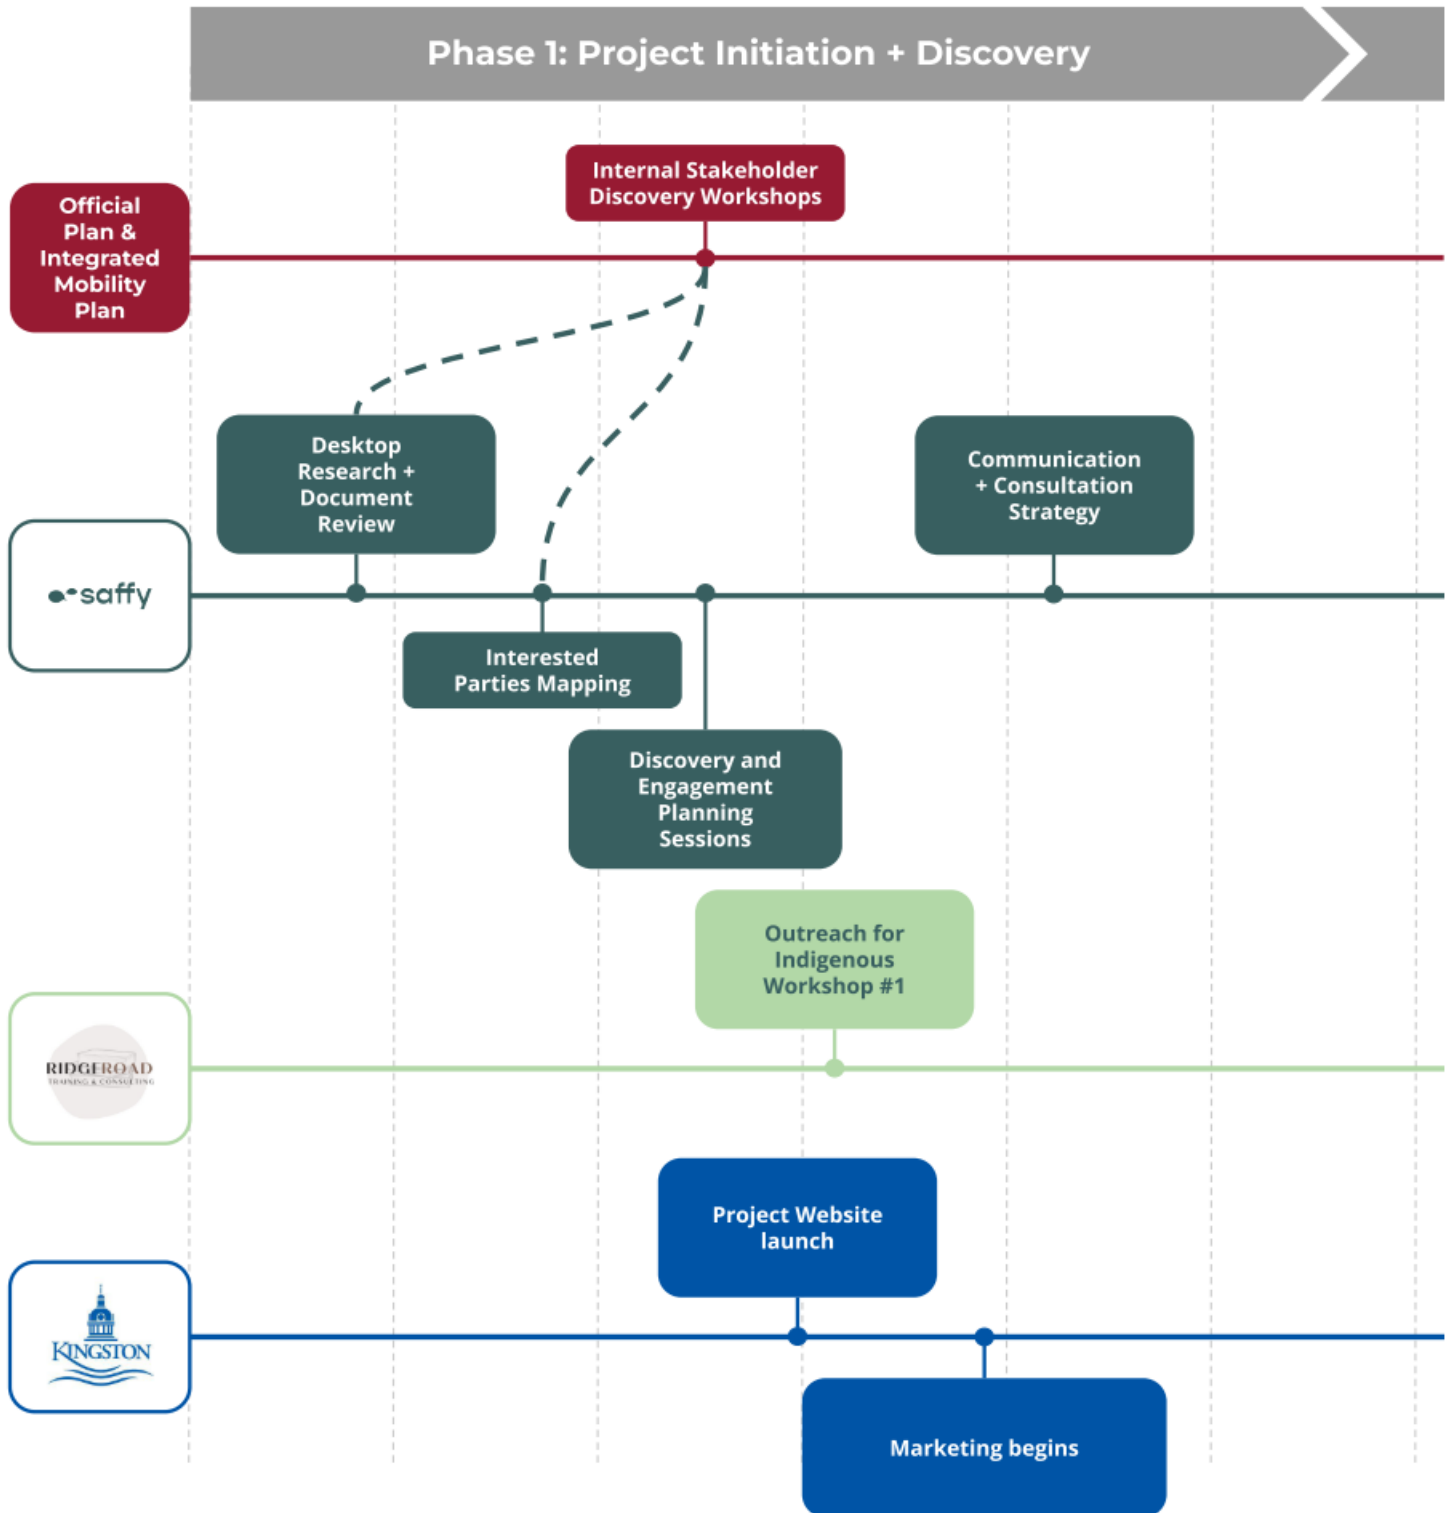 Phase 1: Project Initiation + Discovery
Internal Stakeholder
Discovery Workshops
Official
Plan &
Integrated
Mobility
Plan
Desktop
Research +
Document
Review
Communication
+ Consultation
Strategy
saffy
Interested
Parties Mapping
Discovery and
Engagement
Planning
Sessions
Outreach for
Indigenous
Workshop #1
RIDGEROAD
TRAINING & CONSULTING
Project Website
launch
KINGSTON
Marketing begins